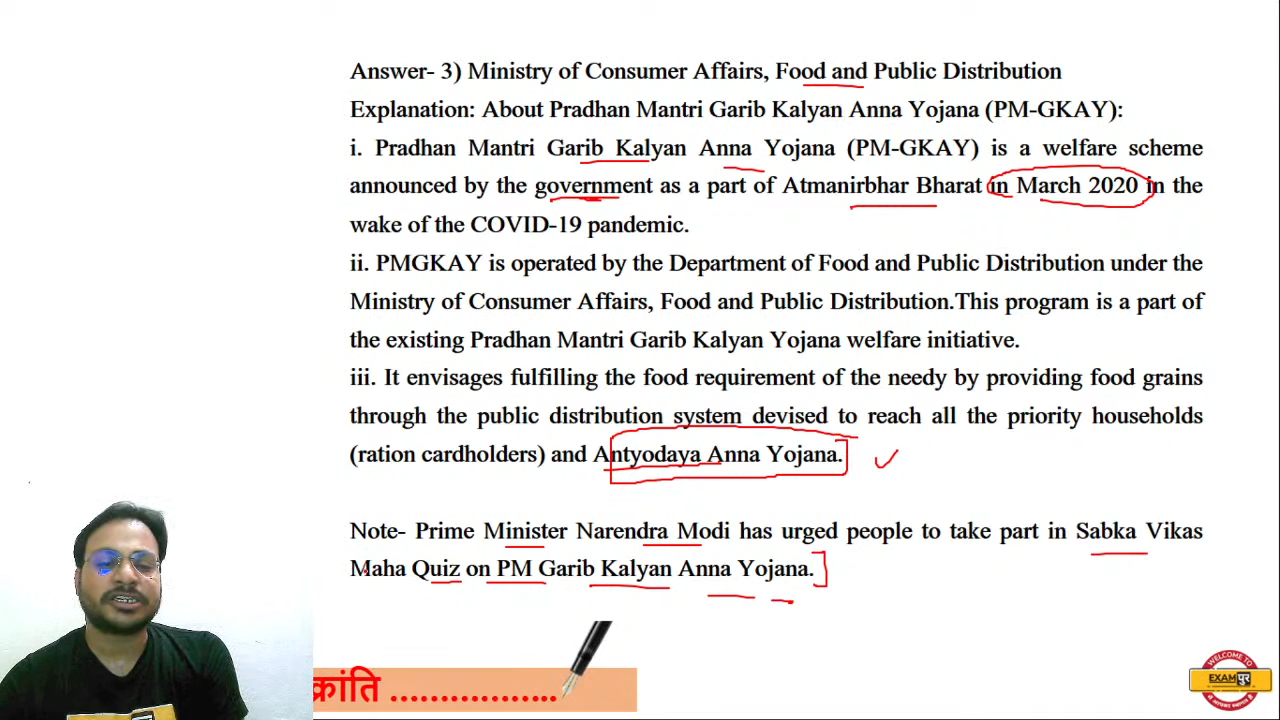 Answer- 3) Ministry of Consumer Affairs, Food and Public Distribution
Explanation: About Pradhan Mantri Garib Kalyan Anna Yojana (PM-GKAY):
i. Pradhan Mantri Garib Kalyan Anna Yojana (PM-GKAY) is a welfare scheme
announced by the government as a part of Atmanirbhar Bharat in March 2020 in the
wake of the COVID-19 pandemic.
ii. PMGKAY is operated by the Department of Food and Public Distribution under the
Ministry of Consumer Affairs, Food and Public Distribution.This program is a part of
the existing Pradhan Mantri Garib Kalyan Yojana welfare initiative.
iii. It envisages fulfilling the food requirement of the needy by providing food grains
through the public distribution system devised to reach all the priority households
(ration cardholders) and Antyodaya Anna Yojana.
Note- Prime Minister Narendra Modi has urged people to take part in Sabka Vikas
Maha Quiz on PM Garib Kalyan Anna Yojana.
क्रांति .................
WELCOME TO
EXAM पुर